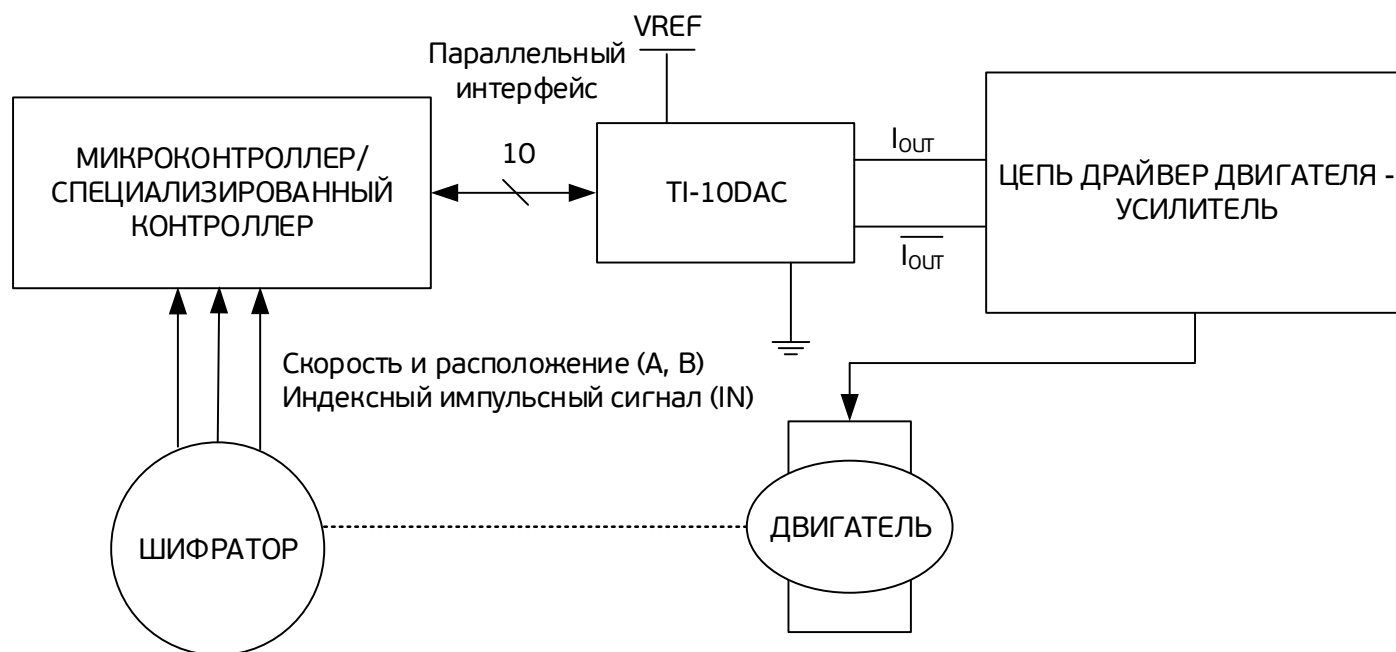 VREF
Параллельный
интерфейс
МИКРОКОНТРОЛЛЕР/
СПЕЦИАЛИЗИРОВАННЫЙ
КОНТРОЛЛЕР
10
TI-10DAC
IOUT
IOUT
ЦЕПЬ ДРАЙВЕР ДВИГАТЕЛЯ -
УСИЛИТЕЛЬ
Скорость и расположение (A, B)
Индексный импульсный сигнал (IN)
ШИФРАТОР
ДВИГАТЕЛЬ